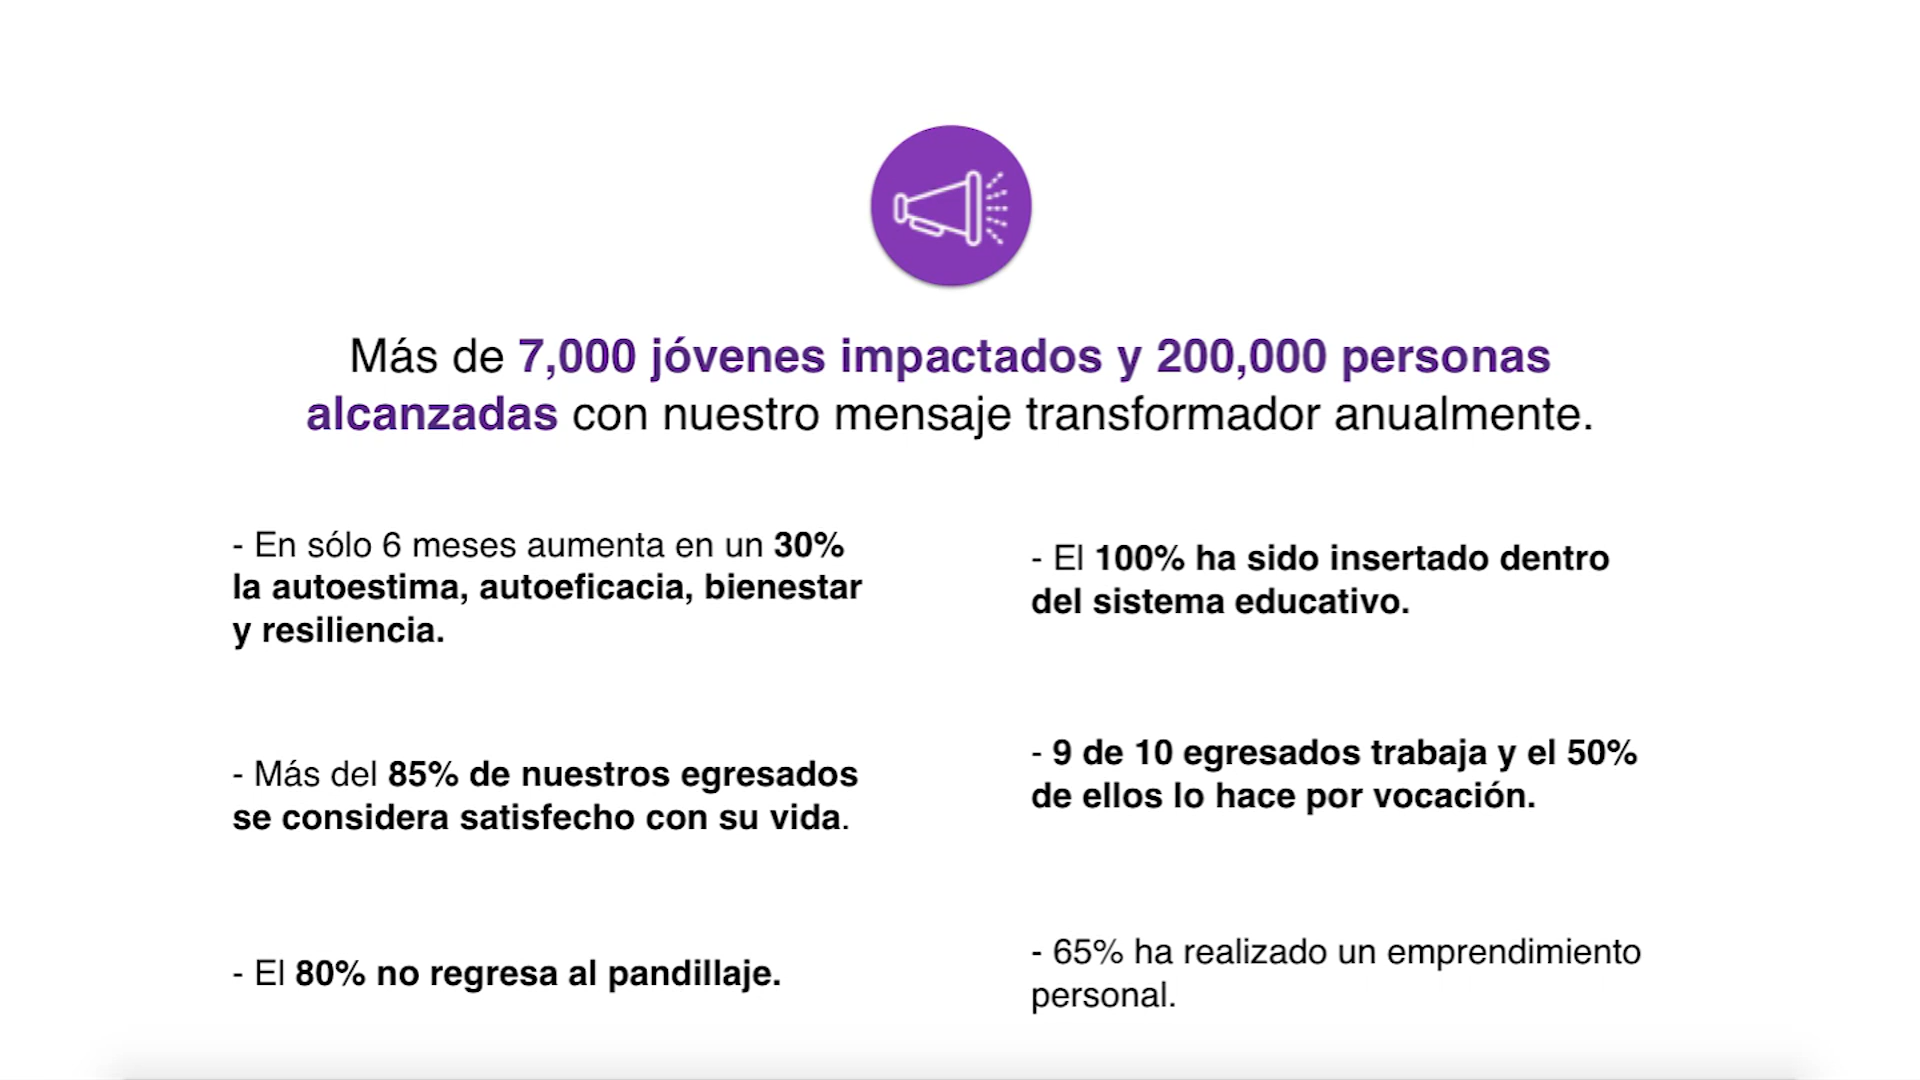 Más de 7,000 jóvenes impactados y 200,000 personas
alcanzadas con nuestro mensaje transformador anualmente.
- En sólo 6 meses aumenta en un 30%
la autoestima, autoeficacia, bienestar
y resiliencia.
- Más del 85% de nuestros egresados
se considera satisfecho con su vida.
- El 80% no regresa al pandillaje.
- El 100% ha sido insertado dentro
del sistema educativo.
- 9 de 10 egresados trabaja y el 50%
de ellos lo hace por vocación.
- 65% ha realizado un emprendimiento
personal.